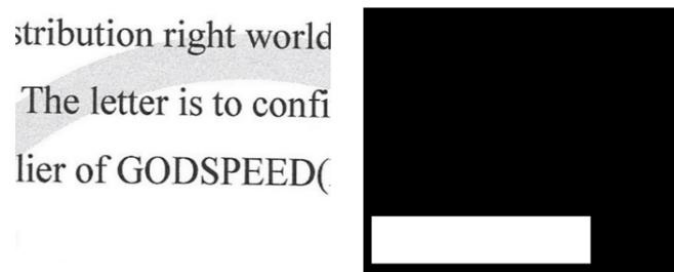 stribution right world
The letter is to confi
lier of GODSPEED(